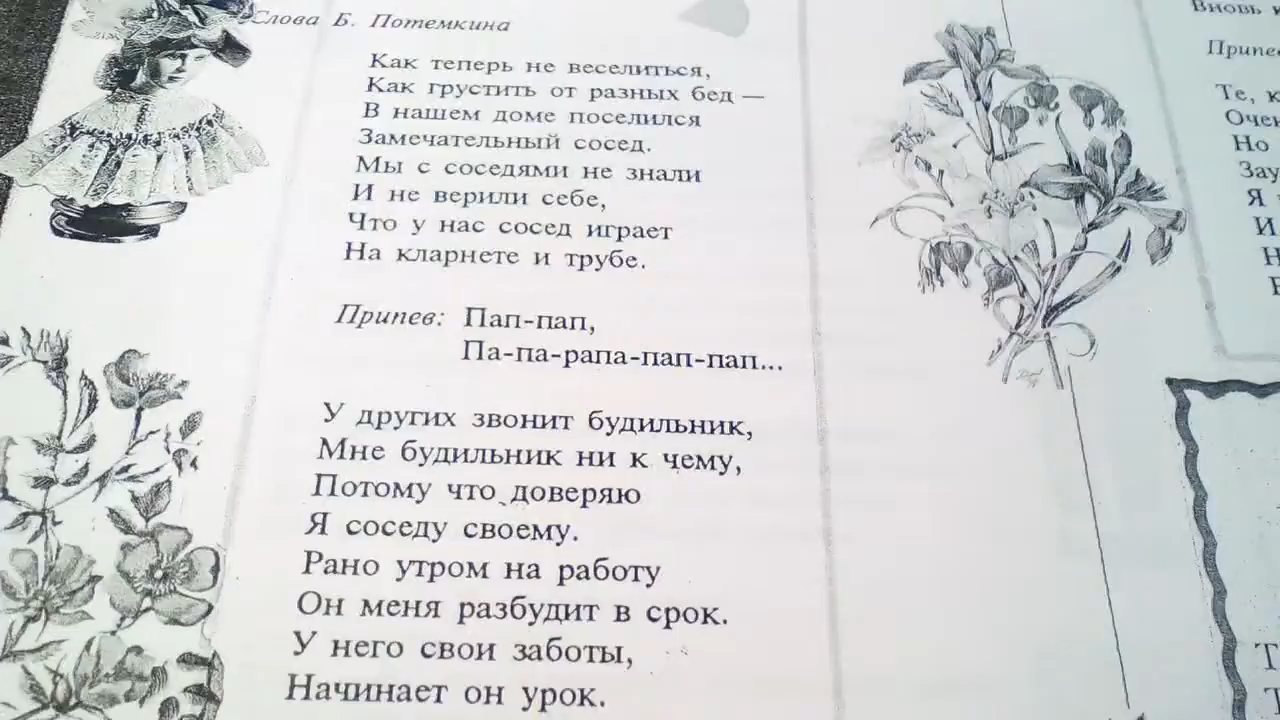 Слова Б. Потемкина
Как теперь не веселиться,
Как грустить от разных бед —
В нашем доме поселился
Замечательный сосед.
Мы с соседями не знали
И не верили себе,
Что у нас сосед играет
На кларнете и трубе.
Припев: Пап-пап,
Па-па-рапа-пап-пап...
У других звонит будильник,
Мне будильник ни к чему,
Потому что доверяю
Я соседу своему.
Рано утром на работу
Он меня разбудит в срок.
У него свои заботы,
Начинает он урок.
Вновь
Те,
Но
Я
И